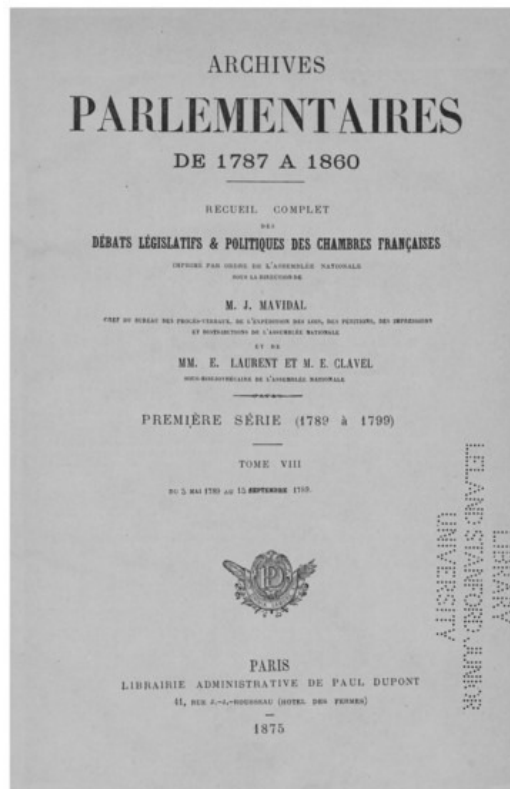 ARCHIVES
PARLEMENTAIRES
DE 1787 A 1860
RECUEIL COMPLET
DES
DÉBATS LÉGISLATIFS & POLITIQUES DES CHAMBRES FRANÇAISES
IMPRIMÉ PAR ORDRE DE L'ASSEMBLÉE NATIONALE
SOUS LA DIRECTION DE
M. J. MAVIDAL
CHEF DU BUREAU DES PROCÈS-VERBAUX, DE L'EXPÉDITION DES LOIS, DES PÉTITIONS, DES IMPRESSIONS
ET DISTRIBUTIONS DE L'ASSEMBLÉE NATIONALE
ET DE
MM. E. LAURENT ET M. E. CLAVEL
SOUS-BIBLIOTHÉCAIRE DE L'ASSEMBLÉE NATIONALE
PREMIÈRE SÉRIE (1789 à 1799)
TOME VIII
DU 5 MAI 1789 AU 15 SEPTEMBRE 1789.
PD
PARIS
LIBRAIRIE ADMINISTRATIVE DE PAUL DUPONT
41, RUE J.-J.-ROUSSEAU (HOTEL DES FERMES)
1875
LIBRARY
LELAND STANFORD JUNIOR
UNIVERSITY